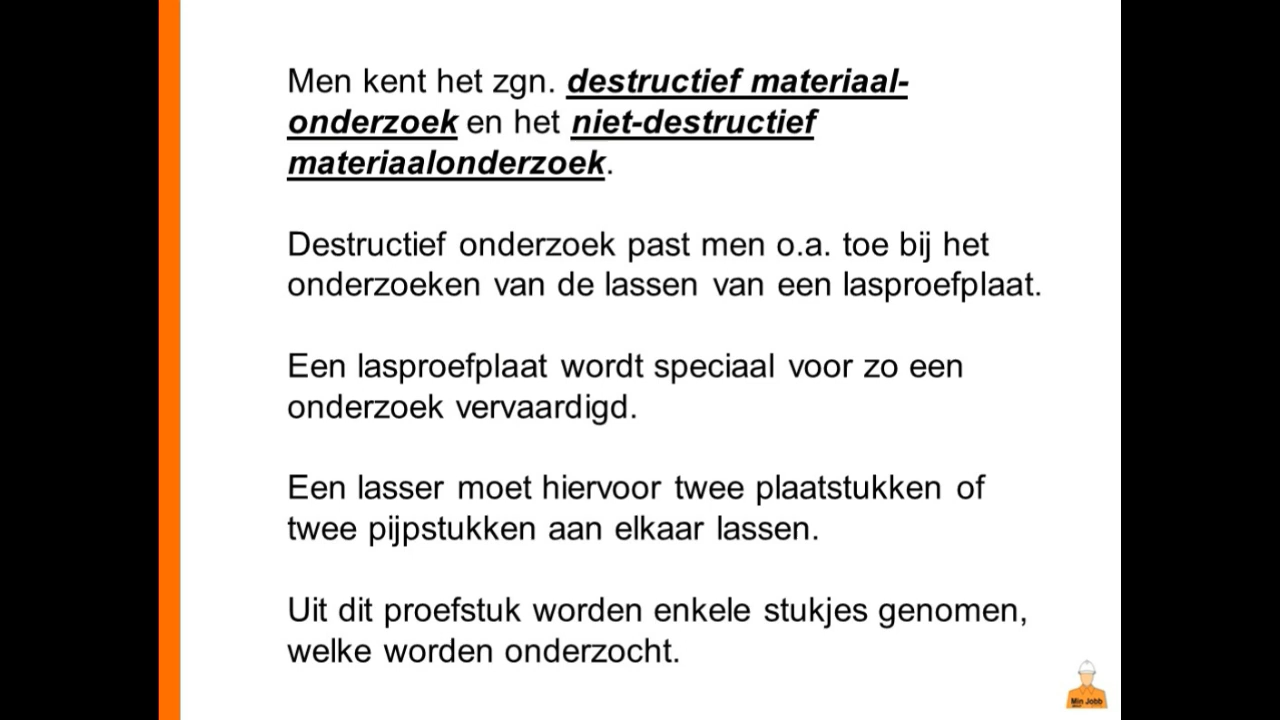 Men kent het zgn. destructief materiaal-
onderzoek en het niet-destructief
materiaalonderzoek.
Destructief onderzoek past men o.a. toe bij het
onderzoeken van de lassen van een lasproefplaat.
Een lasproefplaat wordt speciaal voor zo een
onderzoek vervaardigd.
Een lasser moet hiervoor twee plaatstukken of
twee pijpstukken aan elkaar lassen.
Uit dit proefstuk worden enkele stukjes genomen,
welke worden onderzocht.
Min Jobb